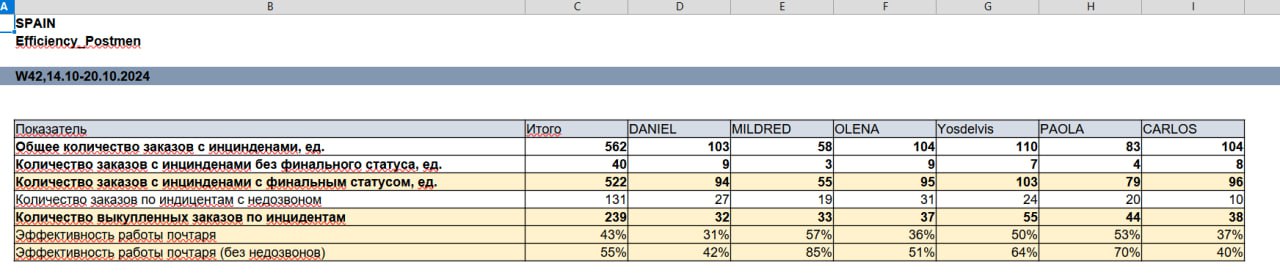 A B C D E F G H I
SPAIN
Efficiency_Postmen
W42,14.10-20.10.2024
Показатель Итого DANIEL MILDRED OLENA Yosdelvis PAOLA CARLOS
Общее количество заказов с инцинденами, ед. 562 103 58 104 110 83 104
Количество заказов с инцинденами без финального статуса, ед. 40 9 3 9 7 4 8
Количество заказов с инцинденами с финальным статусом, ед. 522 94 55 95 103 79 96
Количество заказов по индицентам с недозвоном 131 27 19 31 24 20 10
Количество выкупленных заказов по инцидентам 239 32 33 37 55 44 38
Эффективность работы почтаря 43% 31% 57% 36% 50% 53% 37%
Эффективность работы почтаря (без недозвонов) 55% 42% 85% 51% 64% 70% 40%